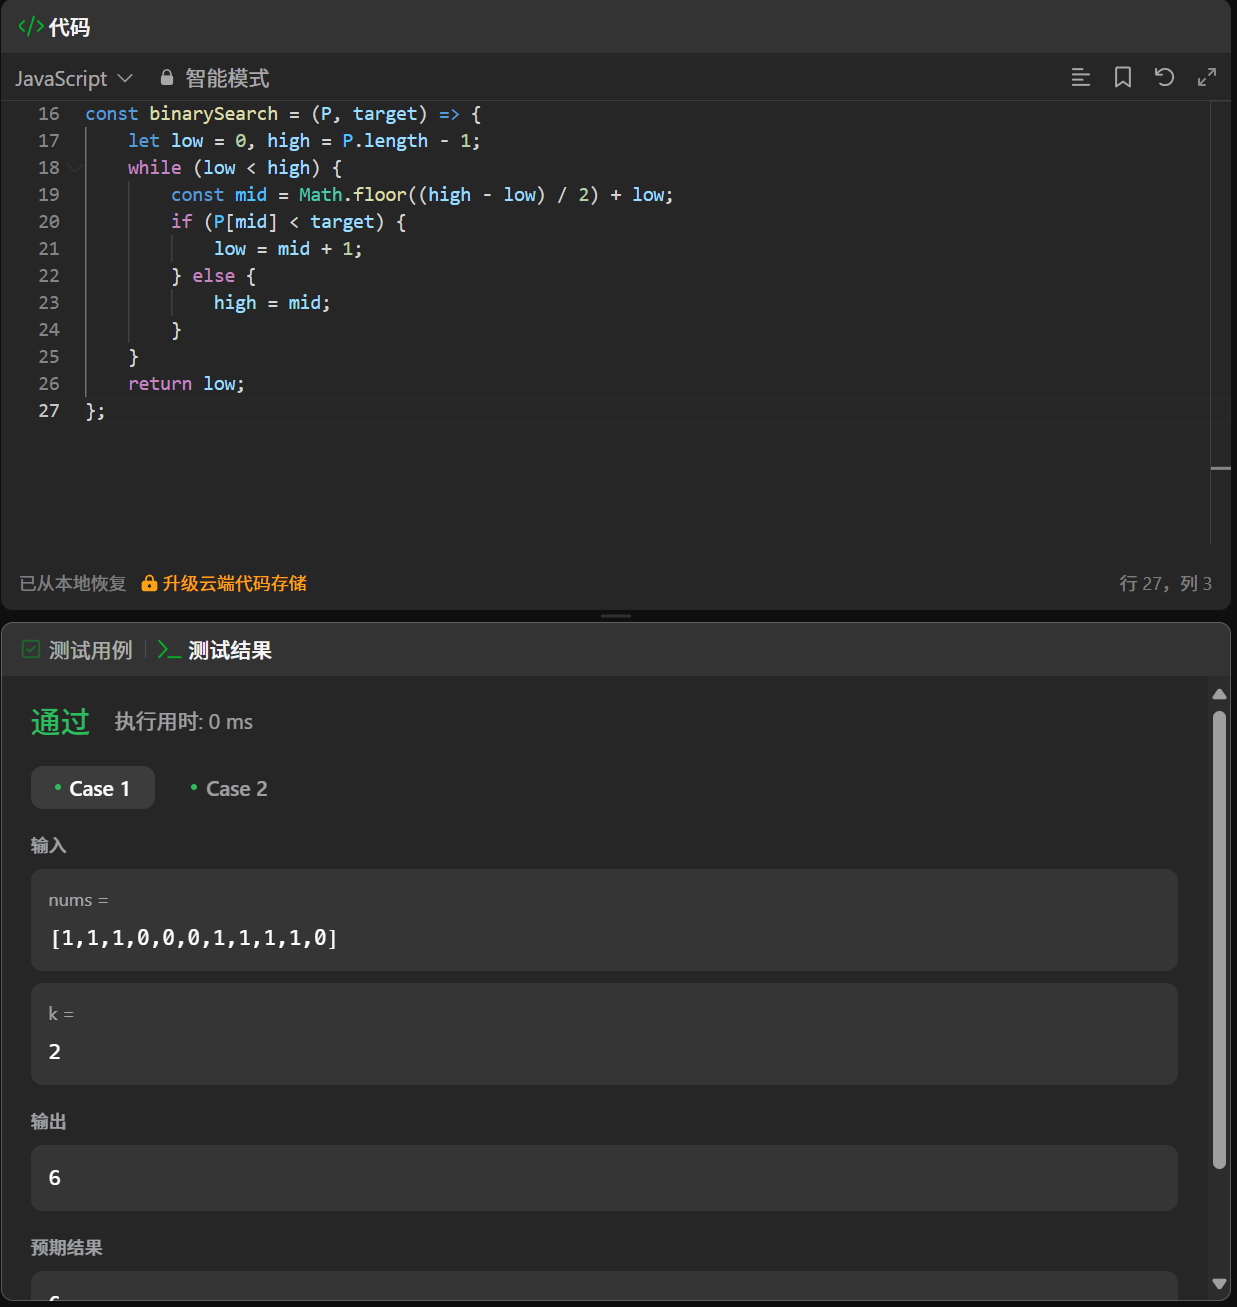 </> 代码
JavaScript 智能模式
16 const binarySearch = (P, target) => {
17     let low = 0, high = P.length - 1;
18     while (low < high) {
19         const mid = Math.floor((high - low) / 2) + low;
20         if (P[mid] < target) {
21             low = mid + 1;
22         } else {
23             high = mid;
24         }
25     }
26     return low;
27 };
已从本地恢复 升级云端代码存储 行 27，列 3
测试用例 >_ 测试结果
通过 执行用时: 0 ms
• Case 1 • Case 2
输入
nums =
[1,1,1,0,0,0,1,1,1,1,0]
k =
2
输出
6
预期结果